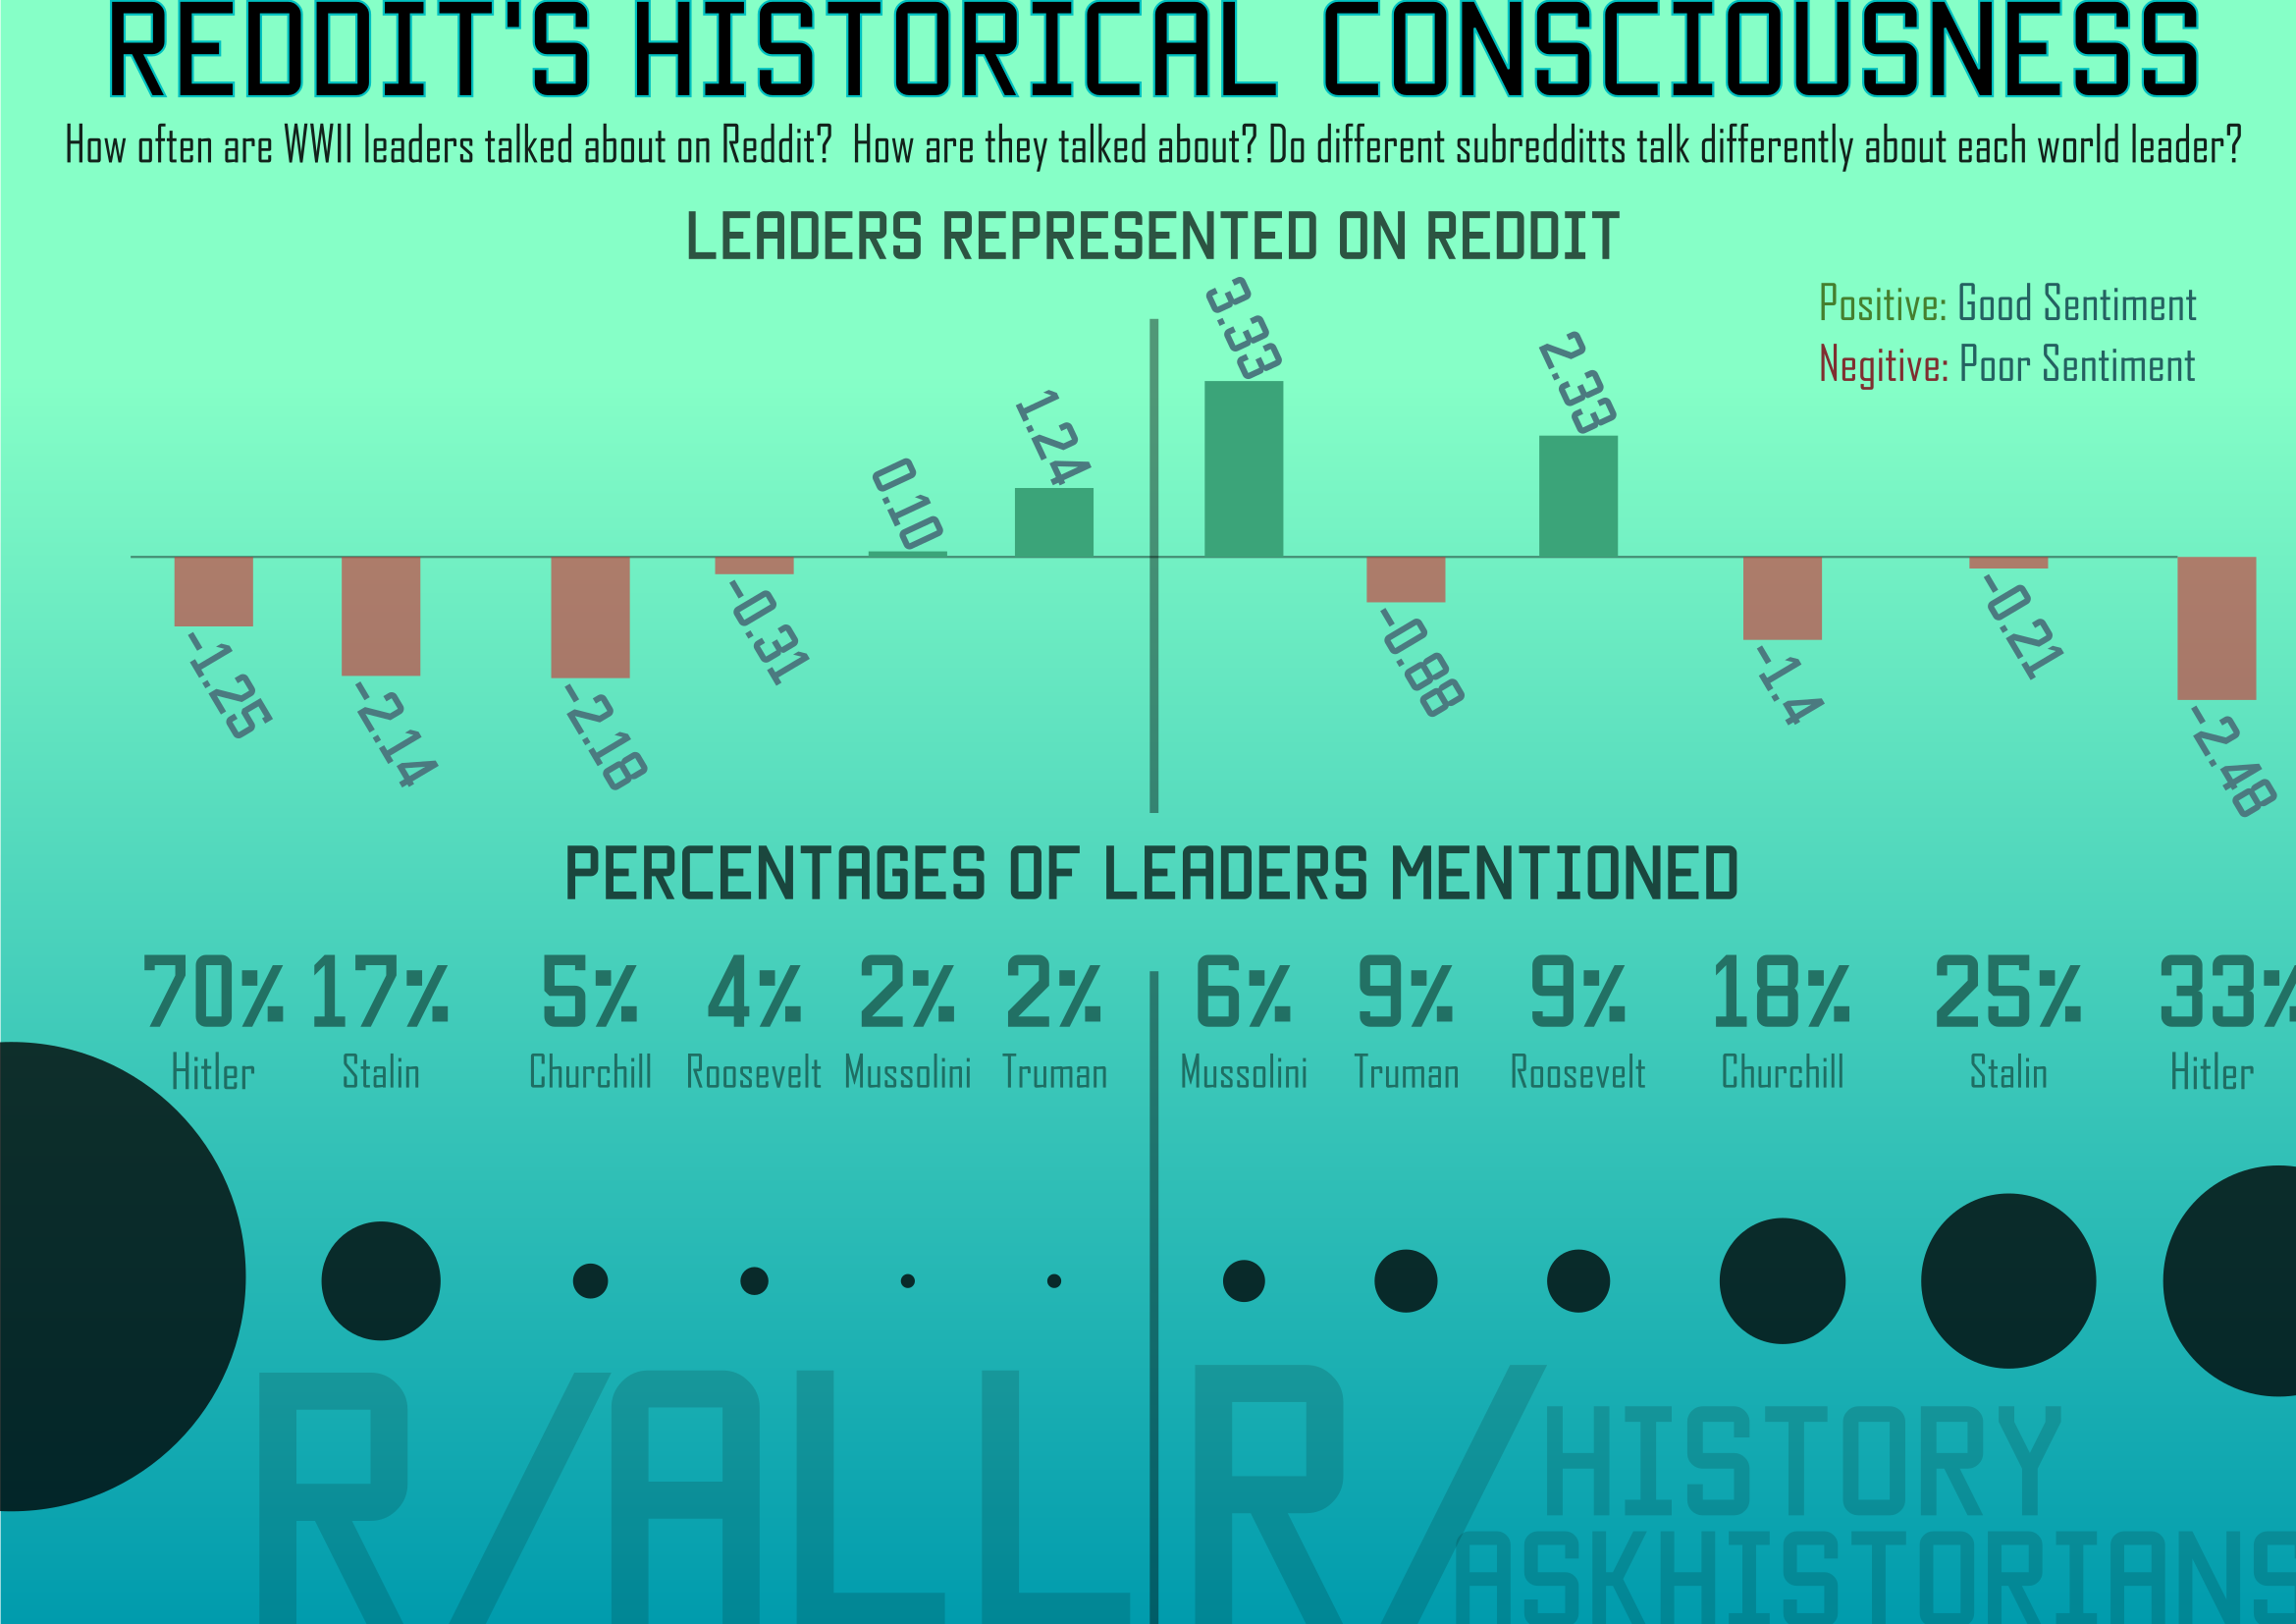 REDDIT'S HISTORICAL CONSCIOUSNESS
How often are WWII leaders talked about on Reddit? How are they talked about? Do different subredditts talk differently about each world leader?
LEADERS REPRESENTED ON REDDIT
Positive: Good Sentiment
Negitive: Poor Sentiment
-1.25 -2.14 -2.18 -0.31 0.10 1.24 3.33 -0.88 2.33 -1.4 -0.21 -2.48
PERCENTAGES OF LEADERS MENTIONED
70% 17% 5% 4% 2% 2% 6% 9% 9% 18% 25% 33%
Hitler Stalin Churchill Roosevelt Mussolini Truman Mussolini Truman Roosevelt Churchill Stalin Hitler
R/ALL R/ HISTORY
ASKHISTORIANS